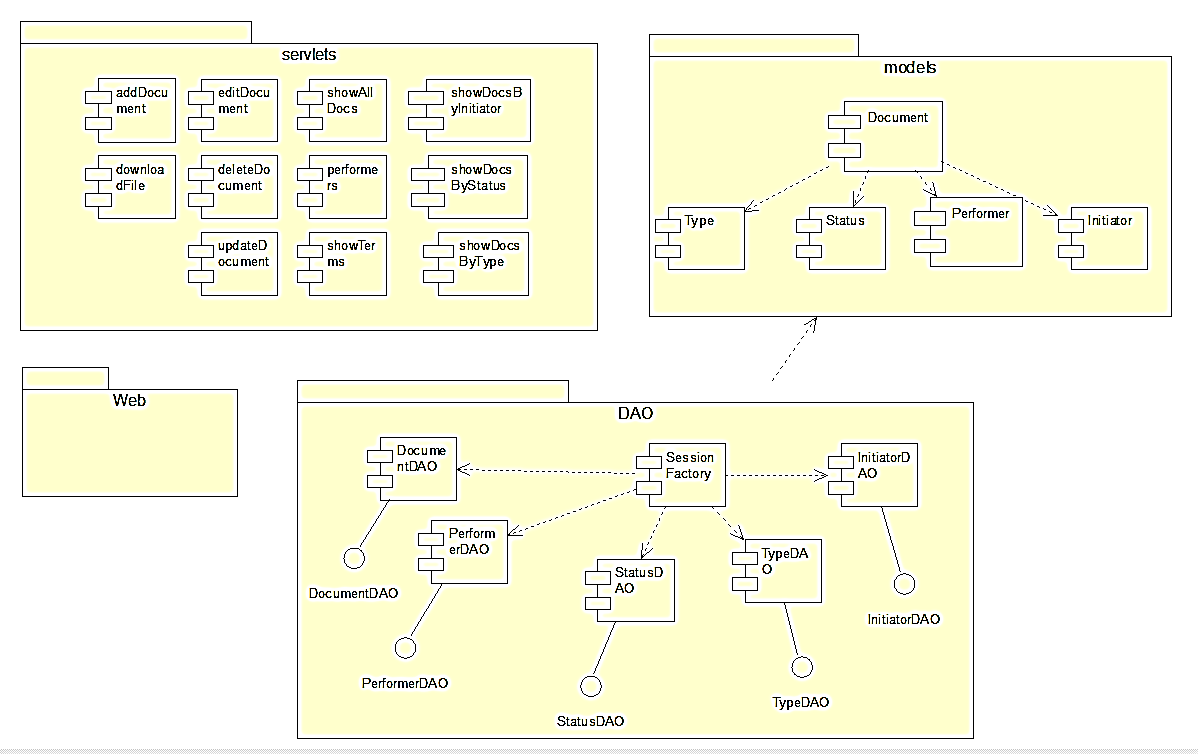 servlets
addDocu
ment
editDocu
ment
showAll
Docs
showDocsB
yInitiator
downloa
dFile
deleteDo
cument
performe
rs
showDocs
ByStatus
updateD
ocument
showTer
ms
showDocs
ByType
models
Document
Type
Status
Performer
Initiator
Web
DAO
Docume
ntDAO
Session
Factory
InitiatorD
AO
Perform
erDAO
StatusD
AO
TypeDA
O
DocumentDAO
InitiatorDAO
PerformerDAO
TypeDAO
StatusDAO